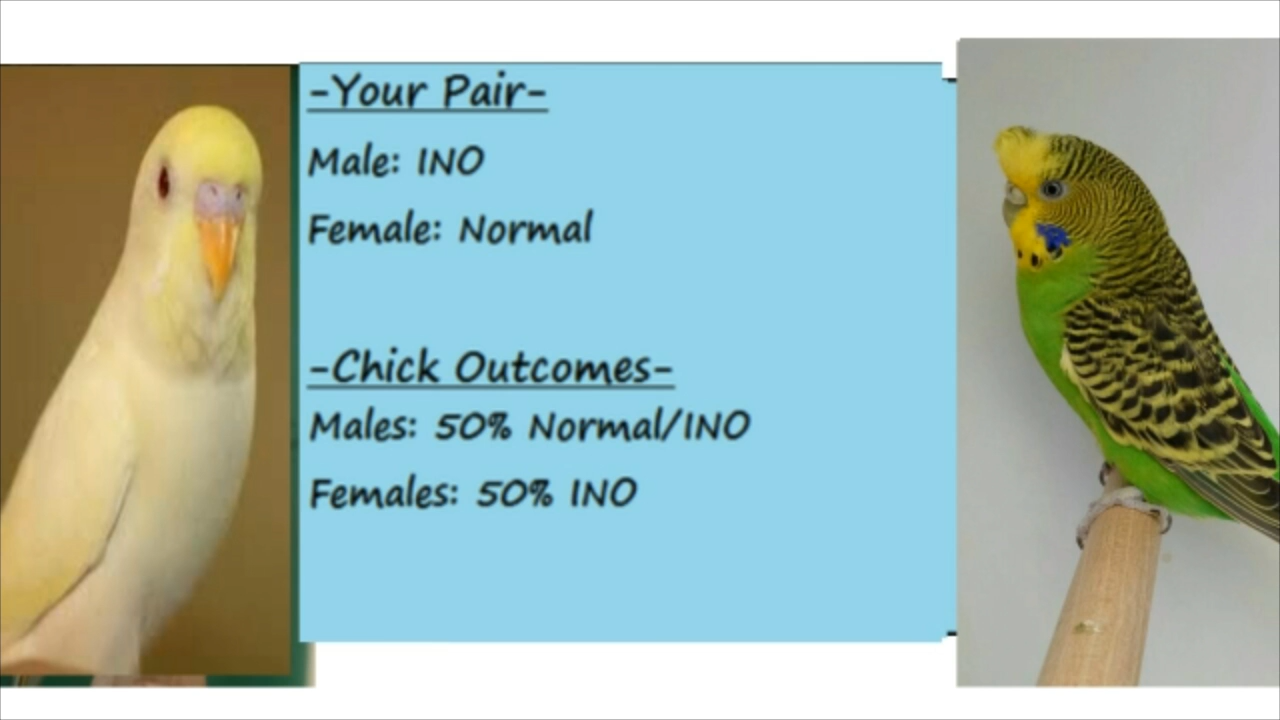 -Your Pair-
Male: INO
Female: Normal
-Chick Outcomes-
Males: 50% Normal/INO
Females: 50% INO